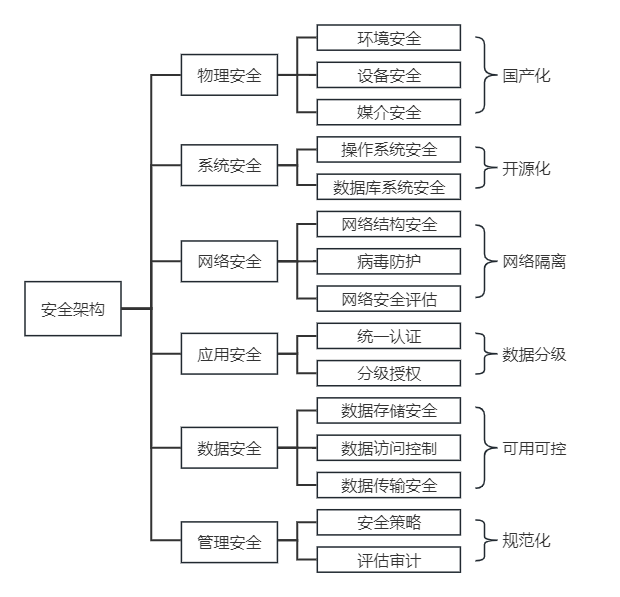 安全架构
物理安全
环境安全
设备安全
媒介安全
国产化
系统安全
操作系统安全
数据库系统安全
开源化
网络安全
网络结构安全
病毒防护
网络安全评估
网络隔离
应用安全
统一认证
分级授权
数据分级
数据安全
数据存储安全
数据访问控制
数据传输安全
可用可控
管理安全
安全策略
评估审计
规范化